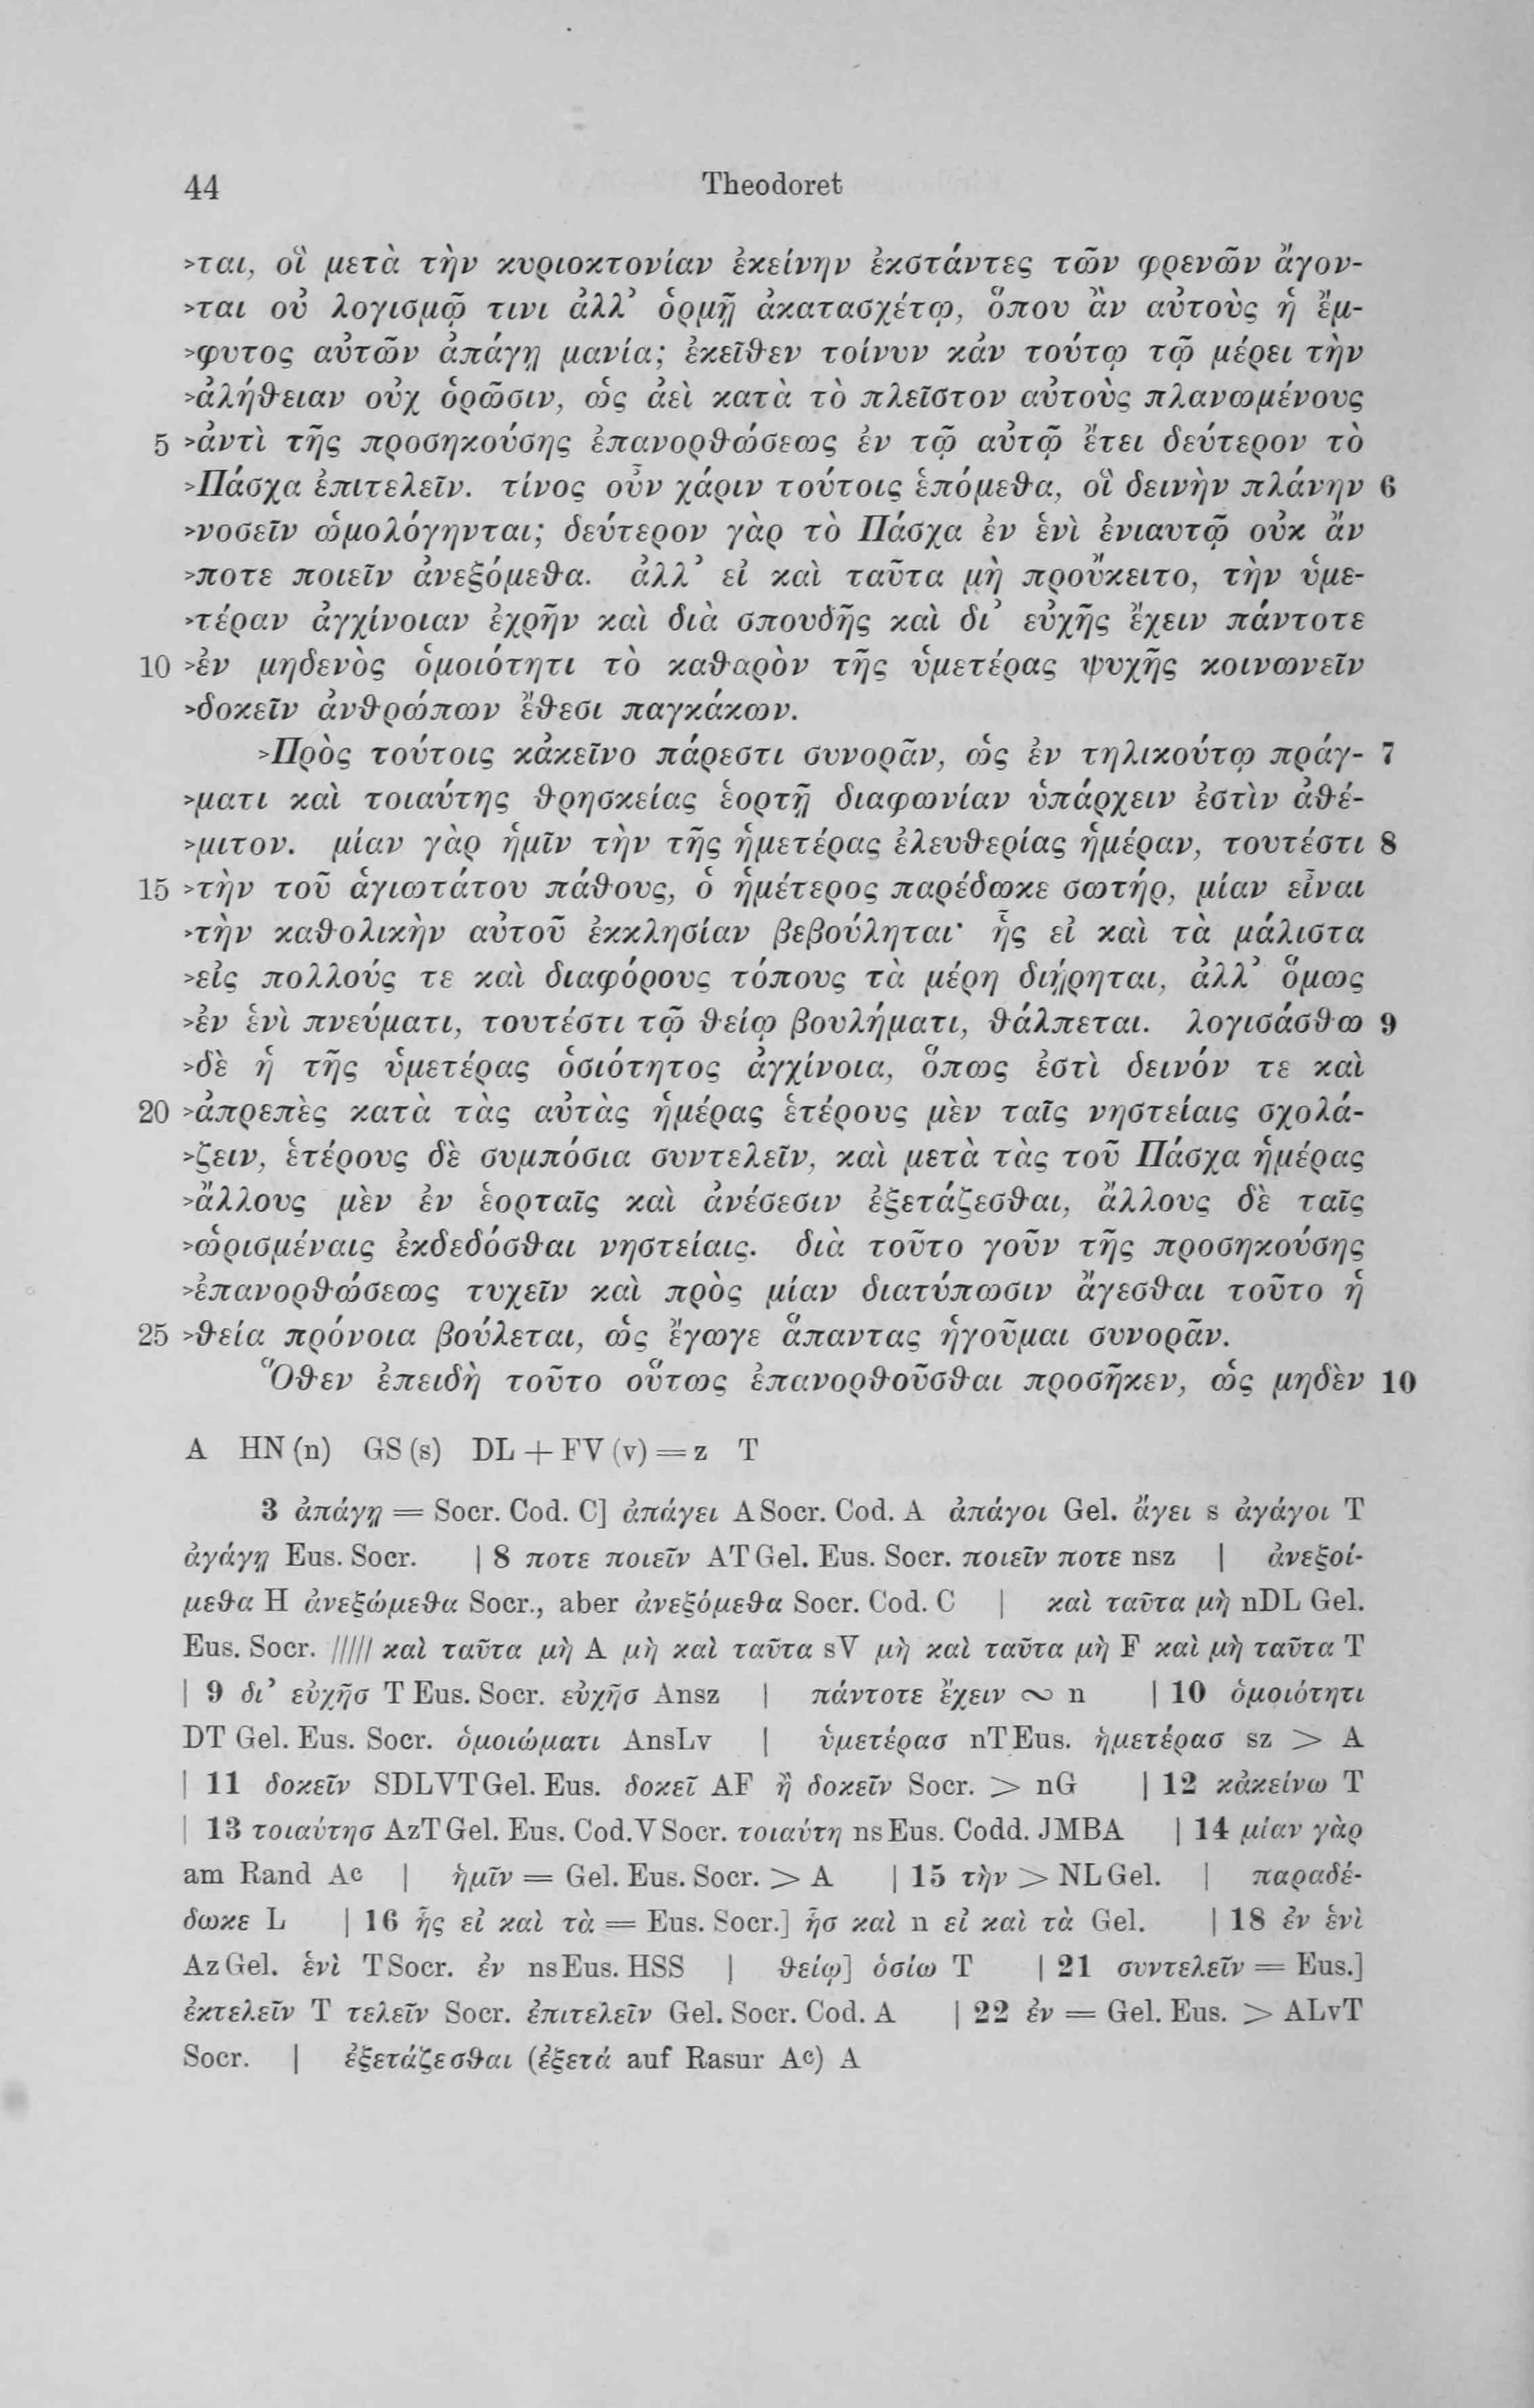 44 Theodoret
>ται, οἳ μετὰ τὴν κυριοκτονίαν ἐκείνην ἐκστάντες τῶν φρενῶν ἄγον-
>ται οὐ λογισμῷ τινι ἀλλ’ ὁρμῇ ἀκατασχέτῳ, ὅπου ἂν αὐτοὺς ἡ ἔμ-
>φυτος αὐτῶν ἀπάγῃ μανία; ἐκεῖθεν τοίνυν κἀν τούτῳ τῷ μέρει τὴν
>ἀλήθειαν οὐχ ὁρῶσιν, ὡς ἀεὶ κατὰ τὸ πλεῖστον αὐτοὺς πλανωμένους
5 >ἀντὶ τῆς προσηκούσης ἐπανορθώσεως ἐν τῷ αὐτῷ ἔτει δεύτερον τὸ
>Πάσχα ἐπιτελεῖν. τίνος οὖν χάριν τούτοις ἑπόμεθα, οἳ δεινὴν πλάνην 6
>νοσεῖν ὡμολόγηνται; δεύτερον γὰρ τὸ Πάσχα ἐν ἑνὶ ἐνιαυτῷ οὐκ ἄν
>ποτε ποιεῖν ἀνεξόμεθα. ἀλλ’ εἰ καὶ ταῦτα μὴ προὔκειτο, τὴν ὑμε-
>τέραν ἀγχίνοιαν ἐχρῆν καὶ διὰ σπουδῆς καὶ δι’ εὐχῆς ἔχειν πάντοτε
10 >ἐν μηδενὸς ὁμοιότητι τὸ καθαρὸν τῆς ὑμετέρας ψυχῆς κοινωνεῖν
>δοκεῖν ἀνθρώπων ἔθεσι παγκάκων.
>Πρὸς τούτοις κἀκεῖνο πάρεστι συνορᾶν, ὡς ἐν τηλικούτῳ πράγ- 7
>ματι καὶ τοιαύτης θρησκείας ἑορτῇ διαφωνίαν ὑπάρχειν ἐστὶν ἀθέ-
>μιτον. μίαν γὰρ ἡμῖν τὴν τῆς ἡμετέρας ἐλευθερίας ἡμέραν, τουτέστι 8
15 >τὴν τοῦ ἁγιωτάτου πάθους, ὁ ἡμέτερος παρέδωκε σωτήρ, μίαν εἶναι
>τὴν καθολικὴν αὐτοῦ ἐκκλησίαν βεβούληται· ἧς εἰ καὶ τὰ μάλιστα
>εἰς πολλούς τε καὶ διαφόρους τόπους τὰ μέρη διῄρηται, ἀλλ’ ὅμως
>ἐν ἑνὶ πνεύματι, τουτέστι τῷ θείῳ βουλήματι, θάλπεται. λογισάσθω 9
>δὲ ἡ τῆς ὑμετέρας ὁσιότητος ἀγχίνοια, ὅπως ἐστὶ δεινόν τε καὶ
20 >ἀπρεπὲς κατὰ τὰς αὐτὰς ἡμέρας ἑτέρους μὲν ταῖς νηστείαις σχολά-
>ζειν, ἑτέρους δὲ συμπόσια συντελεῖν, καὶ μετὰ τὰς τοῦ Πάσχα ἡμέρας
>ἄλλους μὲν ἐν ἑορταῖς καὶ ἀνέσεσιν ἐξετάζεσθαι, ἄλλους δὲ ταῖς
>ὡρισμέναις ἐκδεδόσθαι νηστείαις. διὰ τοῦτο γοῦν τῆς προσηκούσης
>ἐπανορθώσεως τυχεῖν καὶ πρὸς μίαν διατύπωσιν ἄγεσθαι τοῦτο ἡ
25 >θεία πρόνοια βούλεται, ὡς ἔγωγε ἅπαντας ἡγοῦμαι συνορᾶν.
Ὅθεν ἐπειδὴ τοῦτο οὕτως ἐπανορθοῦσθαι προσῆκεν, ὡς μηδὲν 10
A HN (n) GS (s) DL + FV (v) = z T
3 ἀπάγῃ = Socr. Cod. C] ἀπάγει A Socr. Cod. A ἀπάγοι Gel. ἄγει s ἀγάγοι T
ἀγάγῃ Eus. Socr. | 8 ποτε ποιεῖν AT Gel. Eus. Socr. ποιεῖν ποτε nsz | ἀνεξοί-
μεθα H ἀνεξώμεθα Socr., aber ἀνεξόμεθα Socr. Cod. C | καὶ ταῦτα μὴ nDL Gel.
Eus. Socr. ///// καὶ ταῦτα μὴ A μὴ καὶ ταῦτα sV μὴ καὶ ταῦτα μὴ F καὶ μὴ ταῦτα T
| 9 δι’ εὐχῆσ T Eus. Socr. εὐχῆσ Ansz | πάντοτε ἔχειν ∾ n | 10 ὁμοιότητι
DT Gel. Eus. Socr. ὁμοιώματι AnsLv | ὑμετέρασ nT Eus. ἡμετέρασ sz > A
| 11 δοκεῖν SDLVT Gel. Eus. δοκεῖ AF ἢ δοκεῖν Socr. > nG | 12 κἀκείνω T
| 13 τοιαύτησ AzT Gel. Eus. Cod. V Socr. τοιαύτη ns Eus. Codd. JMBA | 14 μίαν γὰρ
am Rand Ac | ἡμῖν = Gel. Eus. Socr. > A | 15 τὴν > NL Gel. | παραδέ-
δωκε L | 16 ἧς εἰ καὶ τὰ = Eus. Socr.] ἧσ καὶ n εἰ καὶ τὰ Gel. | 18 ἐν ἑνὶ
Az Gel. ἑνὶ T Socr. ἐν ns Eus. HSS | θείῳ] ὁσίω T | 21 συντελεῖν = Eus.]
ἐκτελεῖν T τελεῖν Socr. ἐπιτελεῖν Gel. Socr. Cod. A | 22 ἐν = Gel. Eus. > ALvT
Socr. | ἐξετάζεσθαι (ἐξετά auf Rasur Ac) A